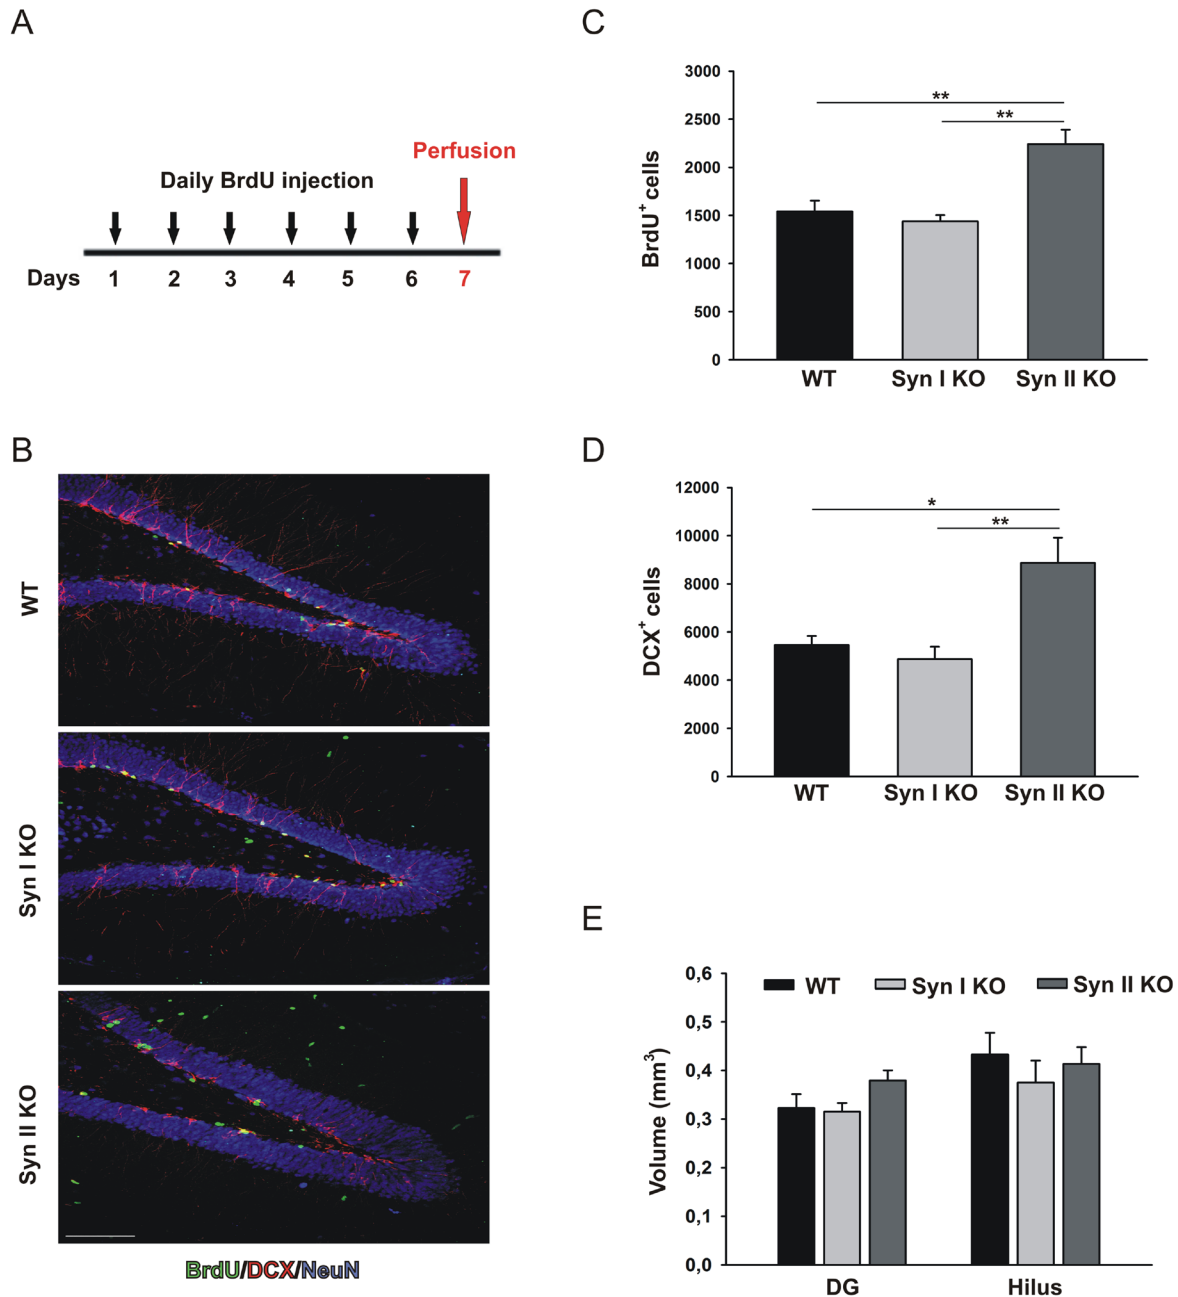 A
Perfusion
Daily BrdU injection
Days 1 2 3 4 5 6 7
B
WT
Syn I KO
Syn II KO
BrdU/DCX/NeuN
C
3000
2500
2000
1500
1000
500
0
BrdU+ cells
**
**
WT Syn I KO Syn II KO
D
12000
10000
8000
6000
4000
2000
0
DCX+ cells
*
**
WT Syn I KO Syn II KO
E
0,6
0,5
0,4
0,3
0,2
0,1
0,0
Volume (mm3)
WT Syn I KO Syn II KO
DG Hilus